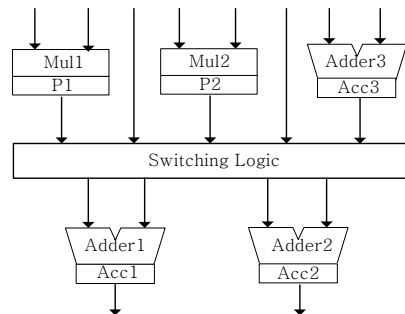 Mul1
Mul2
Adder3
P1
P2
Acc3
Switching Logic
Adder1
Adder2
Acc1
Acc2